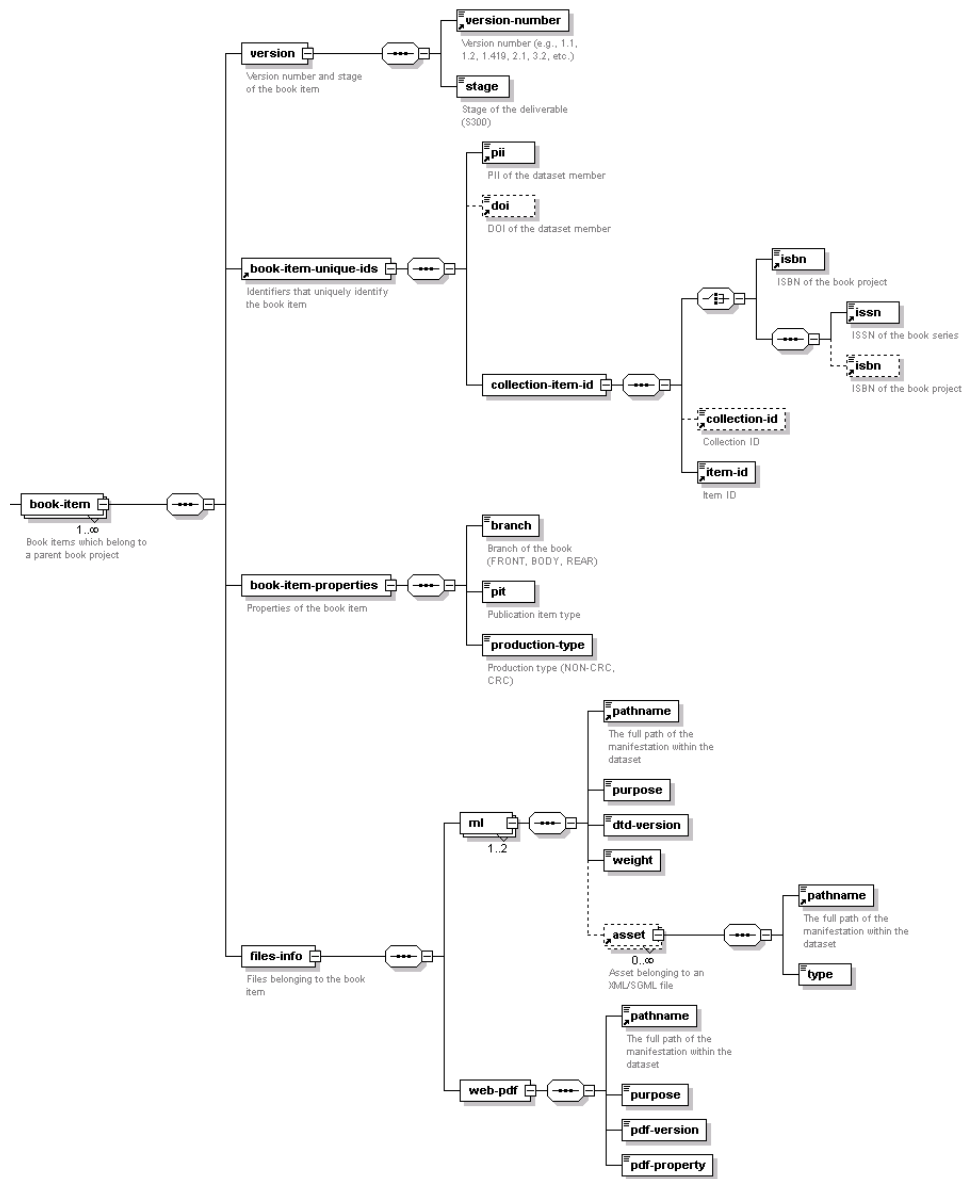 version-number
Version number (e.g., 1.1,
1.2, 1.419, 2.1, 3.2, etc.)
version
Version number and stage
of the book item
stage
Stage of the deliverable
(S300)
pii
PII of the dataset member
doi
DOI of the dataset member
book-item-unique-ids
Identifiers that uniquely identify
the book item
isbn
ISBN of the book project
issn
ISSN of the book series
isbn
ISBN of the book project
collection-item-id
collection-id
Collection ID
item-id
Item ID
book-item
1..∞
Book items which belong to
a parent book project
branch
Branch of the book
(FRONT, BODY, REAR)
book-item-properties
Properties of the book item
pit
Publication item type
production-type
Production type (NON-CRC,
CRC)
pathname
The full path of the
manifestation within the
dataset
purpose
ml
1..2
dtd-version
weight
pathname
The full path of the
manifestation within the
dataset
asset
0..∞
Asset belonging to an
XML/SGML file
type
files-info
Files belonging to the book
item
pathname
The full path of the
manifestation within the
dataset
web-pdf
purpose
pdf-version
pdf-property